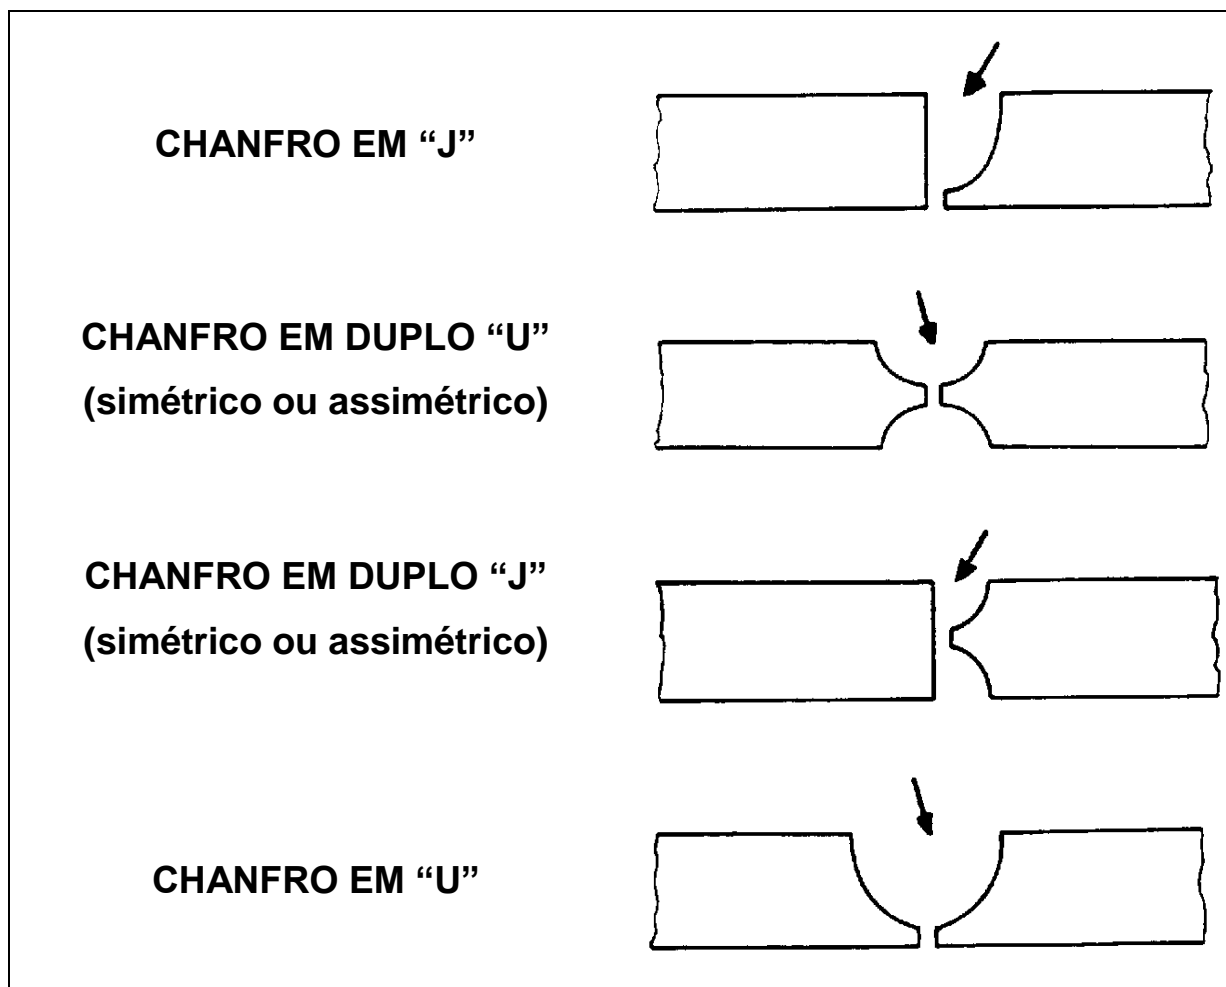 CHANFRO EM “J”
CHANFRO EM DUPLO “U”
(simétrico ou assimétrico)
CHANFRO EM DUPLO “J”
(simétrico ou assimétrico)
CHANFRO EM “U”